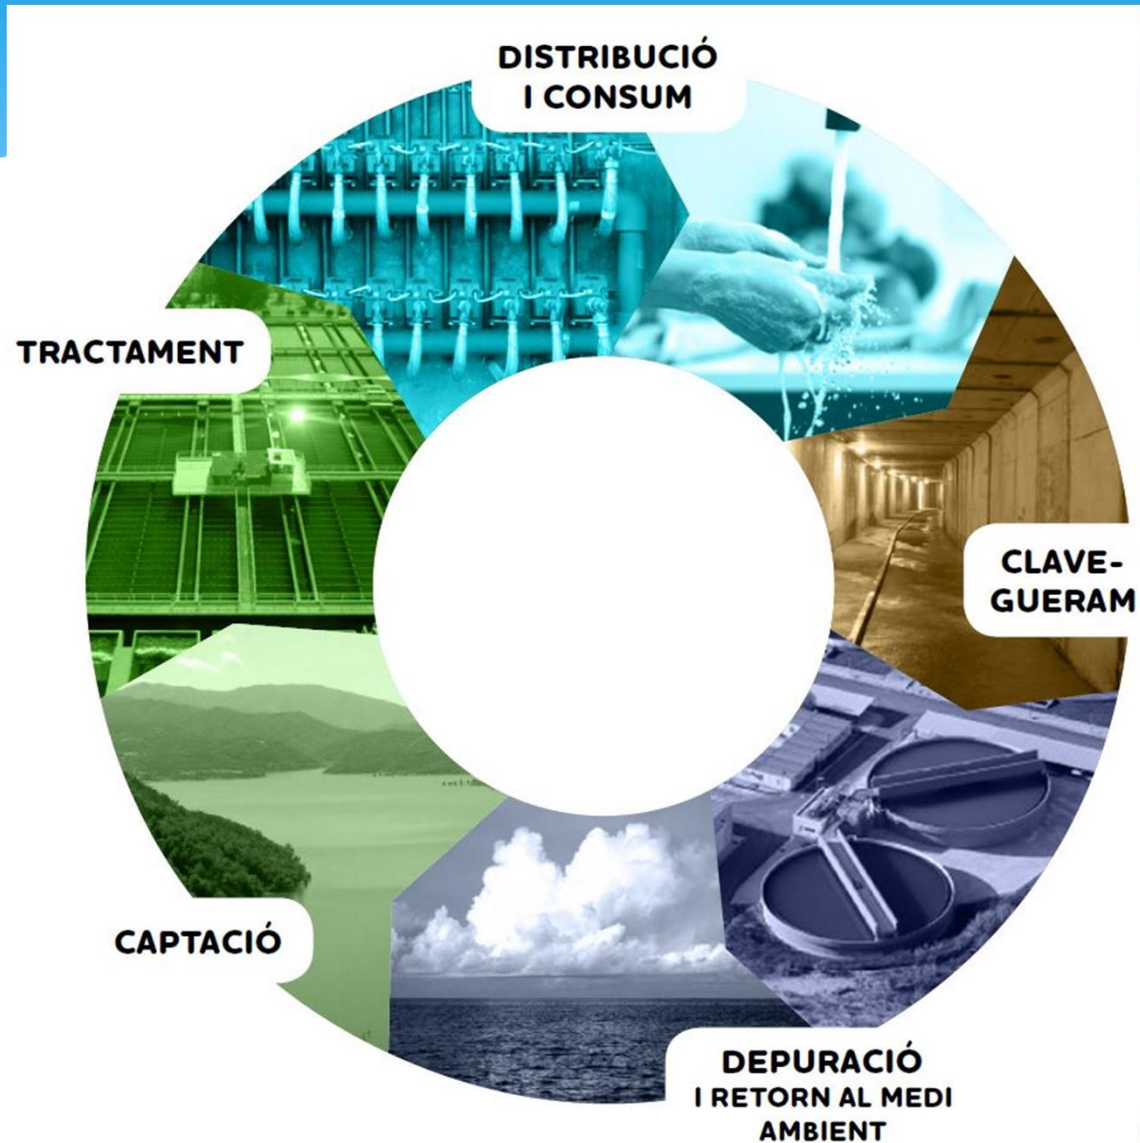 DISTRIBUCIÓ
I CONSUM
TRACTAMENT
CLAVE-
GUERAM
CAPTACIÓ
DEPURACIÓ
I RETORN AL MEDI
AMBIENT